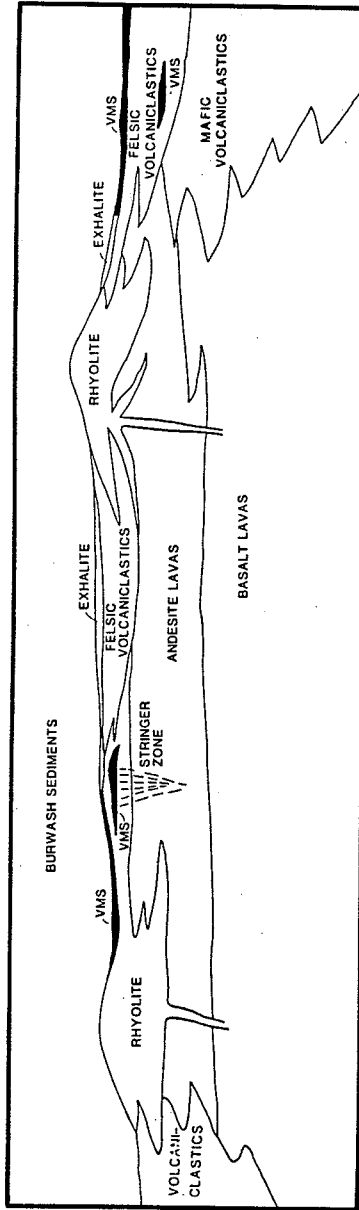 BURWASH SEDIMENTS
VMS
RHYOLITE
VOLCANI-
CLASTICS
VMS
STRINGER
ZONE
EXHALITE
FELSIC
VOLCANICLASTICS
ANDESITE LAVAS
BASALT LAVAS
RHYOLITE
EXHALITE
VMS
FELSIC
VOLCANICLASTICS
VMS
MAFIC
VOLCANICLASTICS